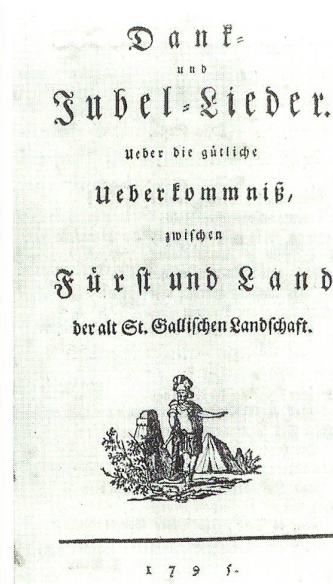 Dank-
und
Jubel-Lieder.
Ueber die gütliche
Ueberkommniß,
zwischen
Fürst und Land
der alt St. Gallischen Landschaft.
1795.